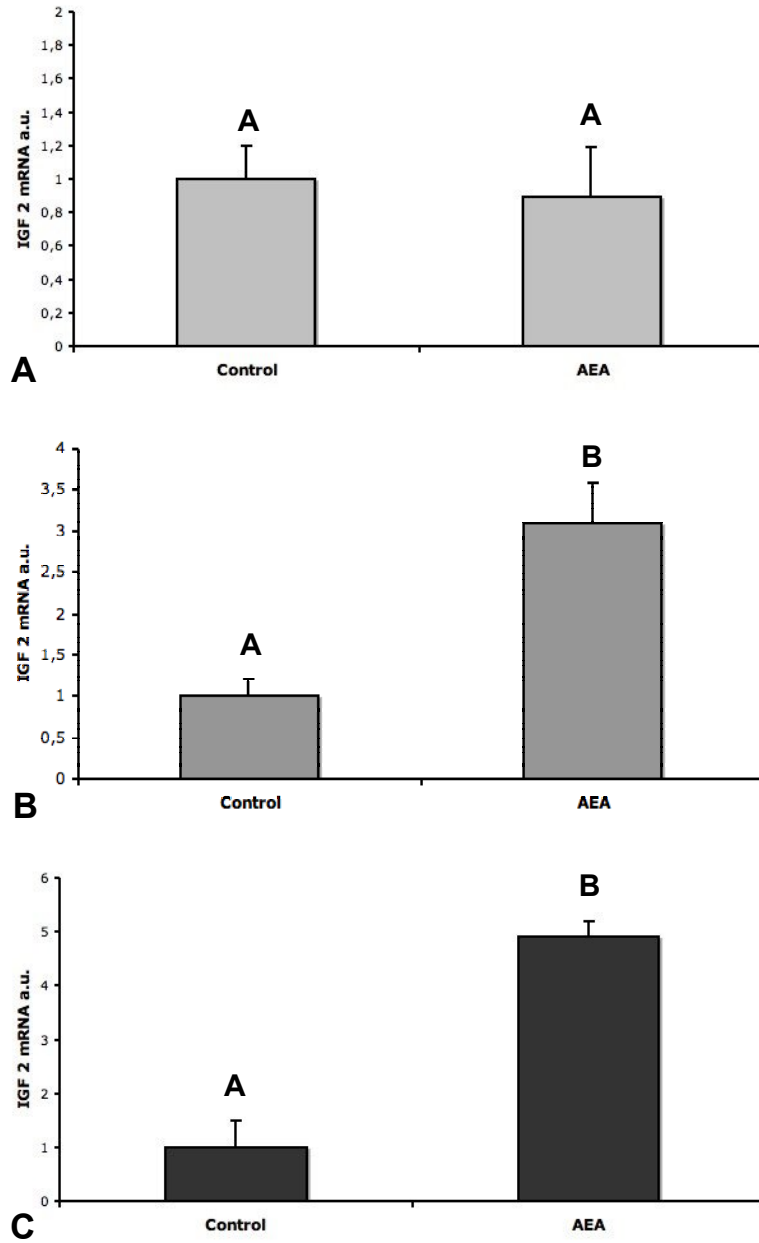 IGF 2 mRNA a.u.
2
1,8
1,6
1,4
1,2
1
0,8
0,6
0,4
0,2
0
A A
Control AEA
A
IGF 2 mRNA a.u.
4
3,5
3
2,5
2
1,5
1
0,5
0
A B
Control AEA
B
IGF 2 mRNA a.u.
6
5
4
3
2
1
0
A B
Control AEA
C